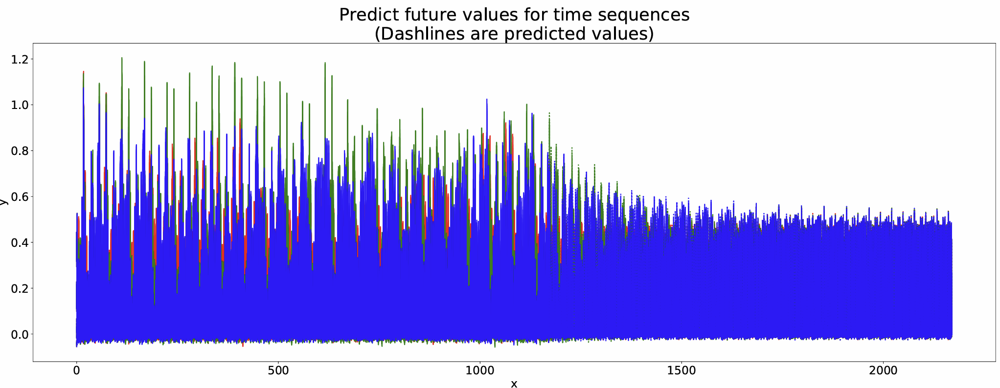 Predict future values for time sequences
(Dashlines are predicted values)
1.2
1.0
0.8
0.6
0.4
0.2
0.0
y
0 500 1000 1500 2000
x